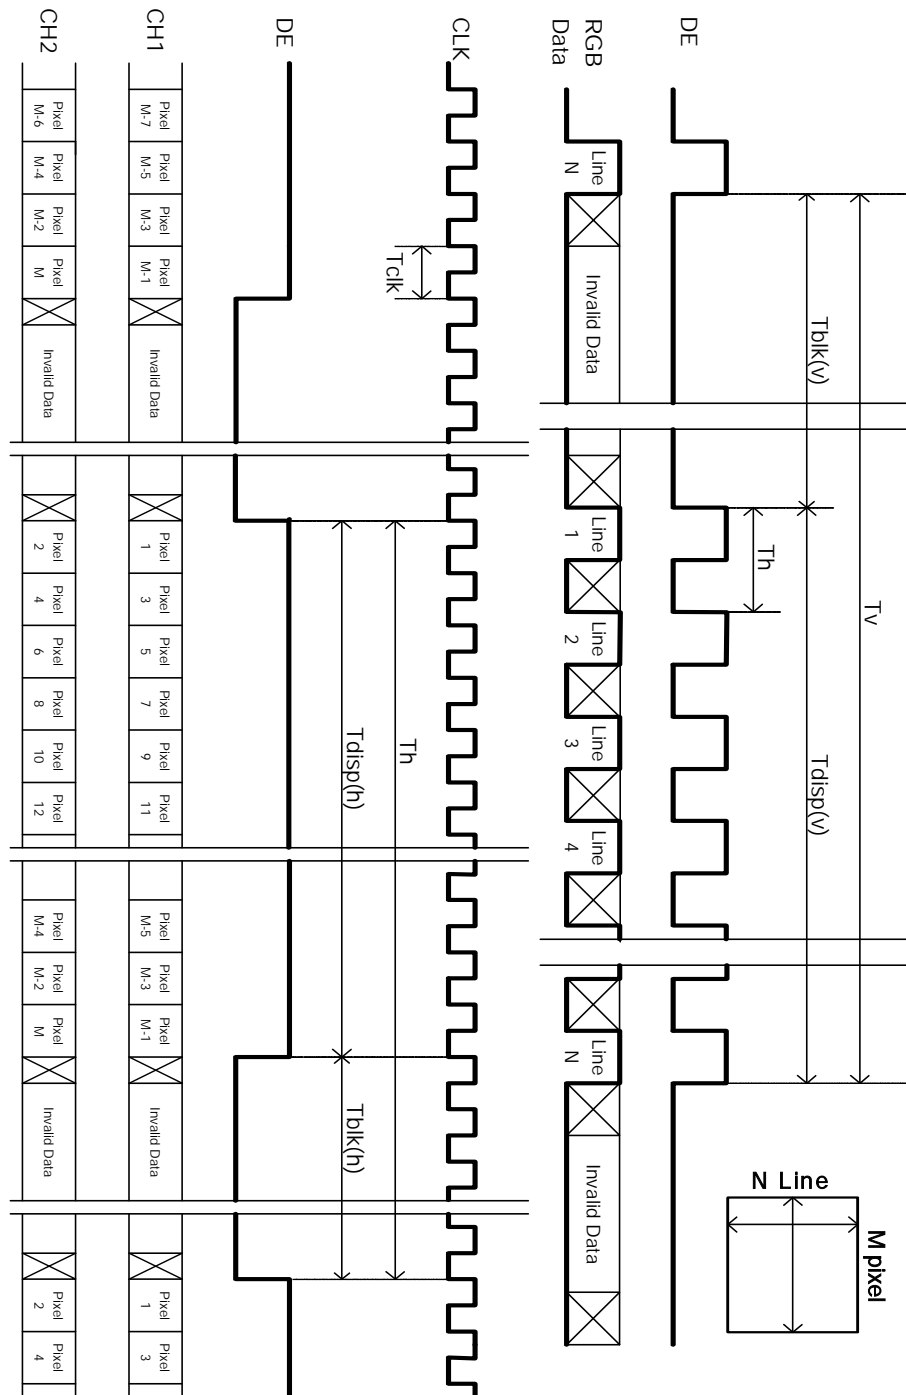 Tv
M pixel
Tblk(v) Tdisp(v)
N Line
Th
DE
RGB Line Line Line Line Line Line
Invalid Data Invalid Data
Data N 1 2 3 4 N
CLK
Th
Tclk
Tdisp(h) Tblk(h)
DE
Pixel Pixel Pixel Pixel Pixel Pixel Pixel Pixel Pixel Pixel Pixel Pixel Pixel Pixel Pixel
CH1 M-7 M-5 M-3 M-1 Invalid Data 1 3 5 7 9 11 M-5 M-3 M-1 Invalid Data 1 3
Pixel Pixel Pixel Pixel Pixel Pixel Pixel Pixel Pixel Pixel Pixel Pixel Pixel Pixel Pixel
CH2 M-6 M-4 M-2 M Invalid Data 2 4 6 8 10 12 M-4 M-2 M Invalid Data 2 4